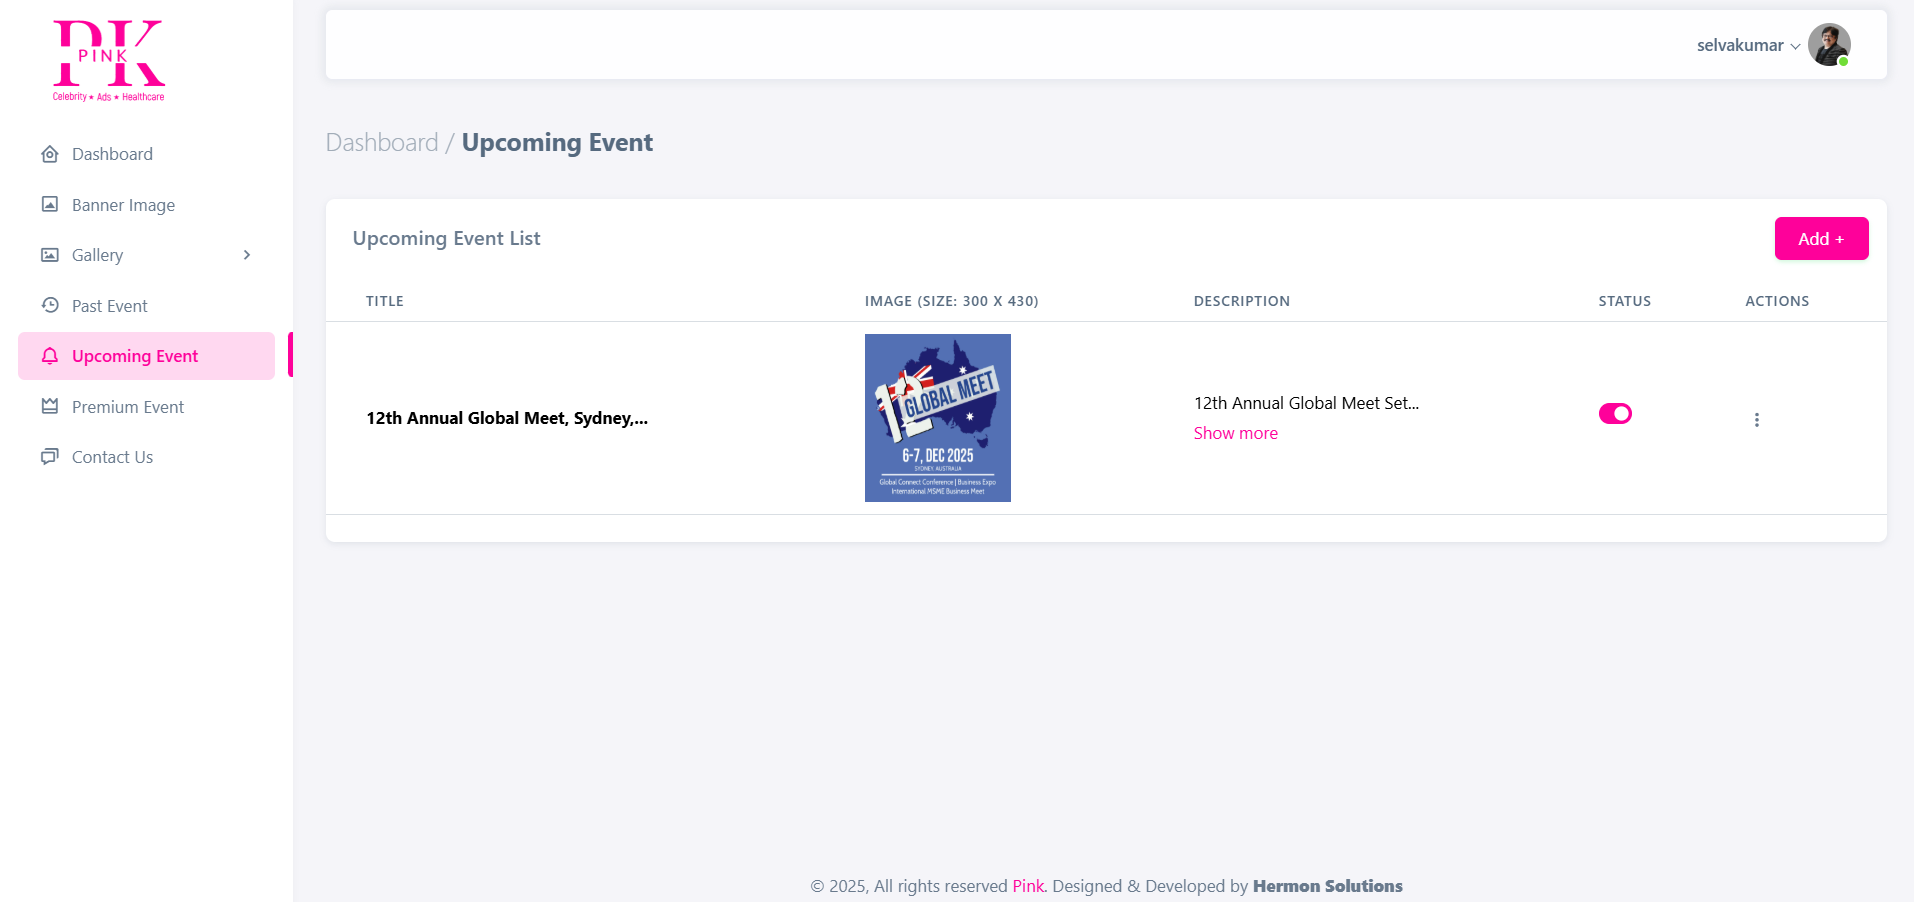 PK
PINK
Celebrity ★ Ads ★ Healthcare
Dashboard
Banner Image
Gallery
Past Event
Upcoming Event
Premium Event
Contact Us
selvakumar
Dashboard / Upcoming Event
Upcoming Event List
Add +
TITLE IMAGE (SIZE: 300 X 430) DESCRIPTION STATUS ACTIONS
12th Annual Global Meet, Sydney,...
12
GLOBAL MEET
6-7, DEC 2025
SYDNEY, AUSTRALIA
Global Connect Conference | Business Expo
International MSME Business Meet
12th Annual Global Meet Set...
Show more
© 2025, All rights reserved Pink. Designed & Developed by Hermon Solutions